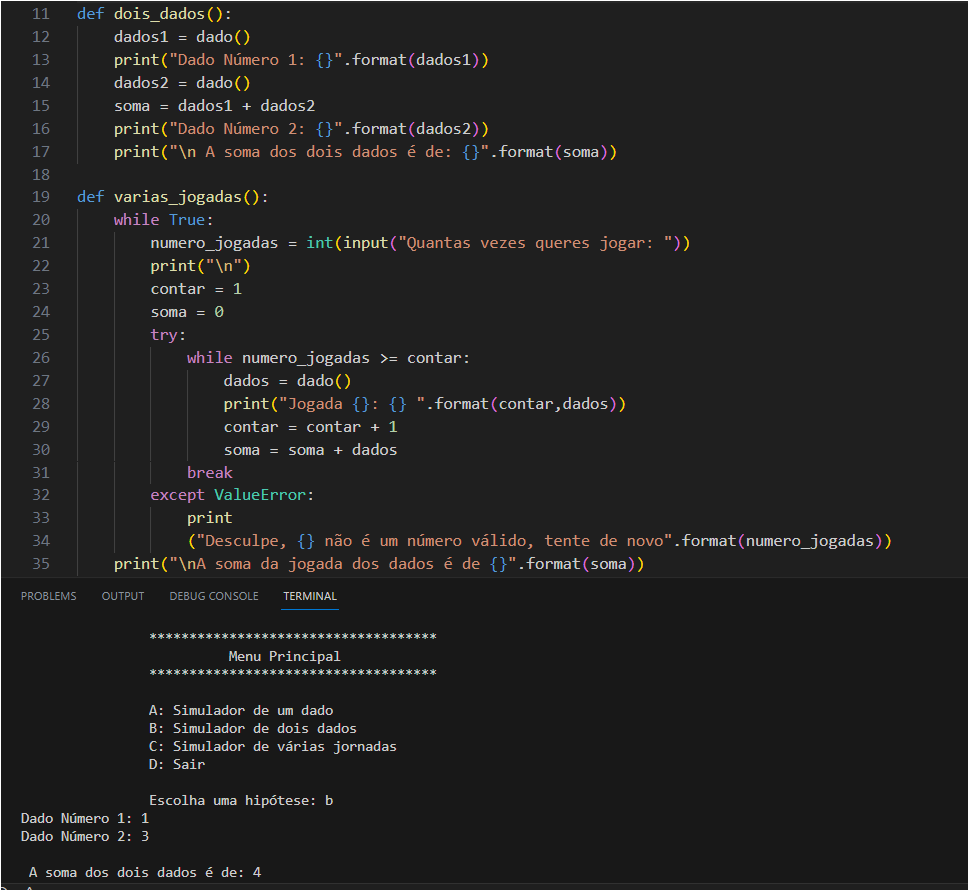 11 def dois_dados():
12 dados1 = dado()
13 print("Dado Número 1: {}".format(dados1))
14 dados2 = dado()
15 soma = dados1 + dados2
16 print("Dado Número 2: {}".format(dados2))
17 print("\n A soma dos dois dados é de: {}".format(soma))
18
19 def varias_jogadas():
20 while True:
21 numero_jogadas = int(input("Quantas vezes queres jogar: "))
22 print("\n")
23 contar = 1
24 soma = 0
25 try:
26 while numero_jogadas >= contar:
27 dados = dado()
28 print("Jogada {}: {} ".format(contar,dados))
29 contar = contar + 1
30 soma = soma + dados
31 break
32 except ValueError:
33 print
34 ("Desculpe, {} não é um número válido, tente de novo".format(numero_jogadas))
35 print("\nA soma da jogada dos dados é de {}".format(soma))
PROBLEMS OUTPUT DEBUG CONSOLE TERMINAL
************************************
Menu Principal
************************************
A: Simulador de um dado
B: Simulador de dois dados
C: Simulador de várias jornadas
D: Sair
Escolha uma hipótese: b
Dado Número 1: 1
Dado Número 2: 3
A soma dos dois dados é de: 4